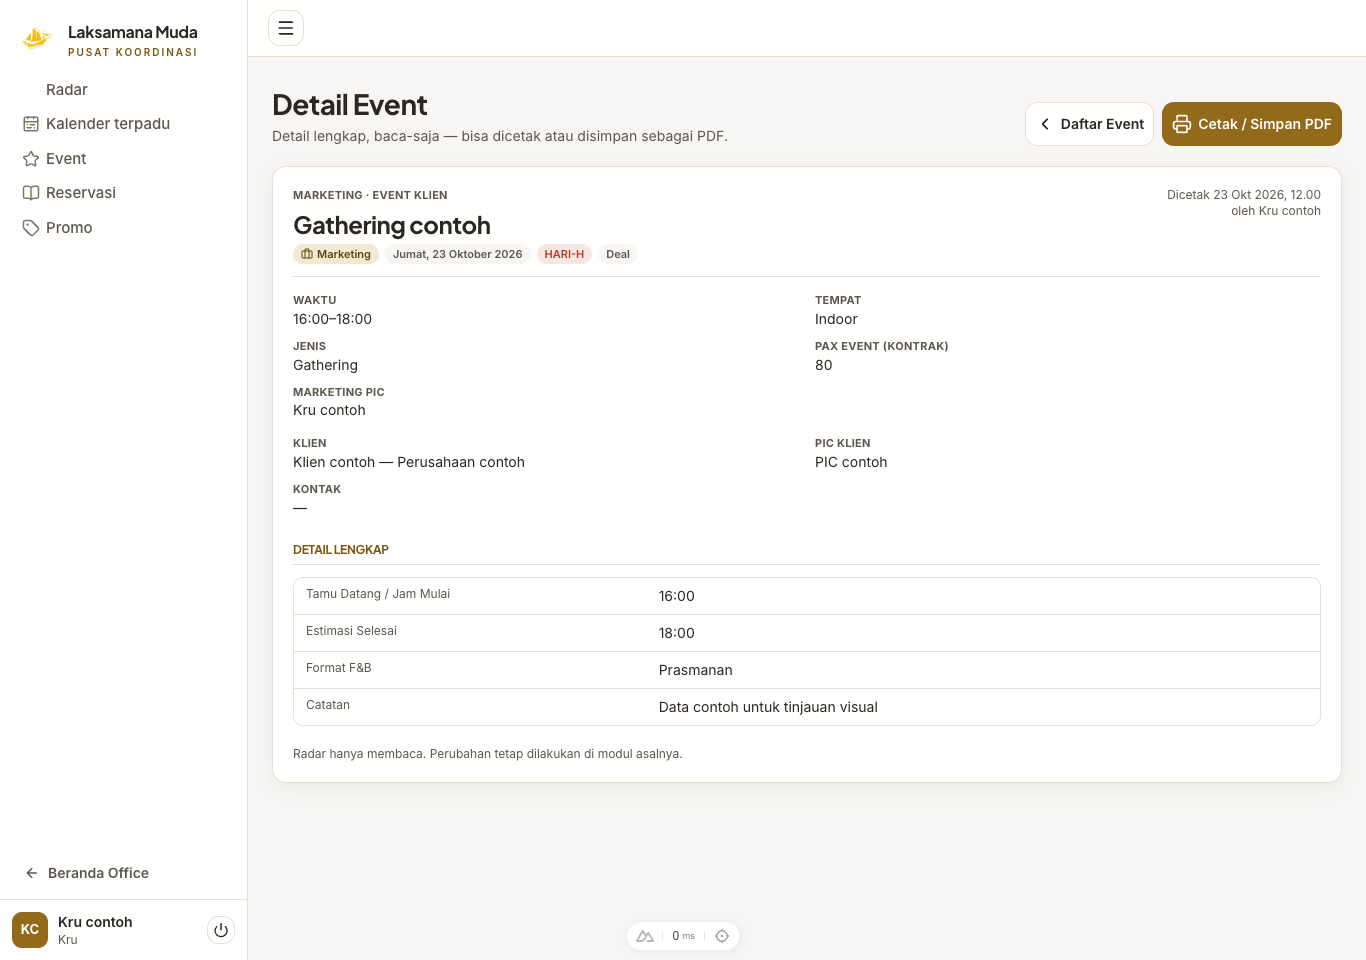 Laksamana Muda
PUSAT KOORDINASI
Radar
Kalender terpadu
Event
Reservasi
Promo
Beranda Office
KC
Kru contoh
Kru
Detail Event
Detail lengkap, baca-saja — bisa dicetak atau disimpan sebagai PDF.
Daftar Event
Cetak / Simpan PDF
MARKETING · EVENT KLIEN
Dicetak 23 Okt 2026, 12.00
oleh Kru contoh
Gathering contoh
Marketing
Jumat, 23 Oktober 2026
HARI-H
Deal
WAKTU
16:00–18:00
TEMPAT
Indoor
JENIS
Gathering
PAX EVENT (KONTRAK)
80
MARKETING PIC
Kru contoh
KLIEN
Klien contoh — Perusahaan contoh
PIC KLIEN
PIC contoh
KONTAK
—
DETAIL LENGKAP
Tamu Datang / Jam Mulai
16:00
Estimasi Selesai
18:00
Format F&B
Prasmanan
Catatan
Data contoh untuk tinjauan visual
Radar hanya membaca. Perubahan tetap dilakukan di modul asalnya.
0 ms